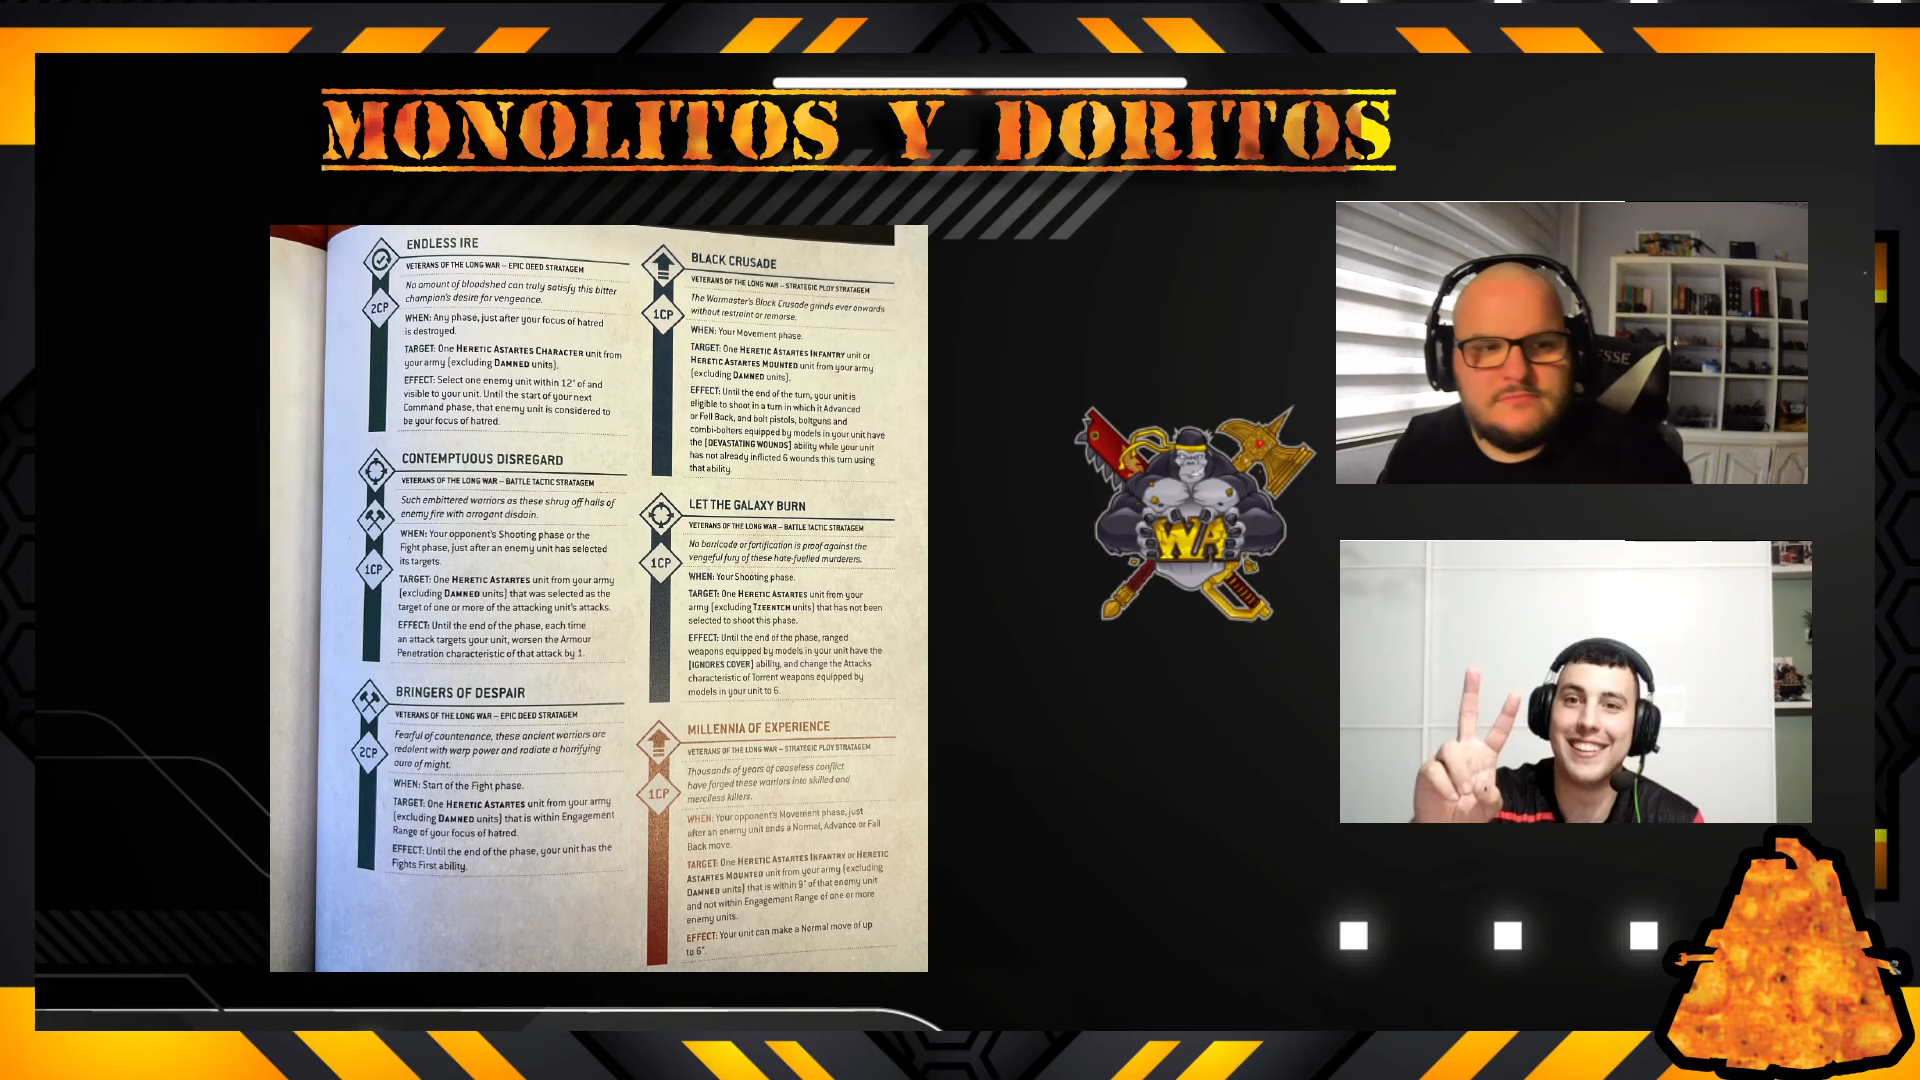 MONOLITOS Y DORITOS
ENDLESS IRE
VETERANS OF THE LONG WAR – EPIC DEED STRATAGEM
No amount of bloodshed can truly satisfy this bitter
champion's desire for vengeance.
2CP
WHEN: Any phase, just after your focus of hatred
is destroyed.
TARGET: One HERETIC ASTARTES CHARACTER unit from
your army (excluding DAMNED units).
EFFECT: Select one enemy unit within 12" of and
visible to your unit. Until the start of your next
Command phase, that enemy unit is considered to
be your focus of hatred.
CONTEMPTUOUS DISREGARD
VETERANS OF THE LONG WAR – BATTLE TACTIC STRATAGEM
Such embittered warriors as these shrug off hails of
enemy fire with arrogant disdain.
WHEN: Your opponent's Shooting phase or the
Fight phase, just after an enemy unit has selected
its targets.
1CP
TARGET: One HERETIC ASTARTES unit from your army
(excluding DAMNED units) that was selected as the
target of one or more of the attacking unit's attacks.
EFFECT: Until the end of the phase, each time
an attack targets your unit, worsen the Armour
Penetration characteristic of that attack by 1.
BRINGERS OF DESPAIR
VETERANS OF THE LONG WAR – EPIC DEED STRATAGEM
Fearful of countenance, these ancient warriors are
redolent with warp power and radiate a horrifying
aura of might.
2CP
WHEN: Start of the Fight phase.
TARGET: One HERETIC ASTARTES unit from your army
(excluding DAMNED units) that is within Engagement
Range of your focus of hatred.
EFFECT: Until the end of the phase, your unit has the
Fights First ability.
BLACK CRUSADE
VETERANS OF THE LONG WAR – STRATEGIC PLOY STRATAGEM
The Warmaster's Black Crusade grinds ever onwards
without restraint or remorse.
1CP
WHEN: Your Movement phase.
TARGET: One HERETIC ASTARTES INFANTRY unit or
HERETIC ASTARTES MOUNTED unit from your army
(excluding DAMNED units).
EFFECT: Until the end of the turn, your unit is
eligible to shoot in a turn in which it Advanced
or Fell Back, and bolt pistols, boltguns and
combi-bolters equipped by models in your unit have
the [DEVASTATING WOUNDS] ability while your unit
has not already inflicted 6 wounds this turn using
that ability.
LET THE GALAXY BURN
VETERANS OF THE LONG WAR – BATTLE TACTIC STRATAGEM
No barricade or fortification is proof against the
vengeful fury of these hate-fuelled murderers.
1CP
WHEN: Your Shooting phase.
TARGET: One HERETIC ASTARTES unit from your
army (excluding TZEENTCH units) that has not been
selected to shoot this phase.
EFFECT: Until the end of the phase, ranged
weapons equipped by models in your unit have the
[IGNORES COVER] ability, and change the Attacks
characteristic of Torrent weapons equipped by
models in your unit to 6.
MILLENNIA OF EXPERIENCE
VETERANS OF THE LONG WAR – STRATEGIC PLOY STRATAGEM
Thousands of years of ceaseless conflict
have forged these warriors into skilled and
merciless killers.
1CP
WHEN: Your opponent's Movement phase, just
after an enemy unit ends a Normal, Advance or Fall
Back move.
TARGET: One HERETIC ASTARTES INFANTRY or HERETIC
ASTARTES MOUNTED unit from your army (excluding
DAMNED units) that is within 9" of that enemy unit
and not within Engagement Range of one or more
enemy units.
EFFECT: Your unit can make a Normal move of up
to 6".
WA
ESSE